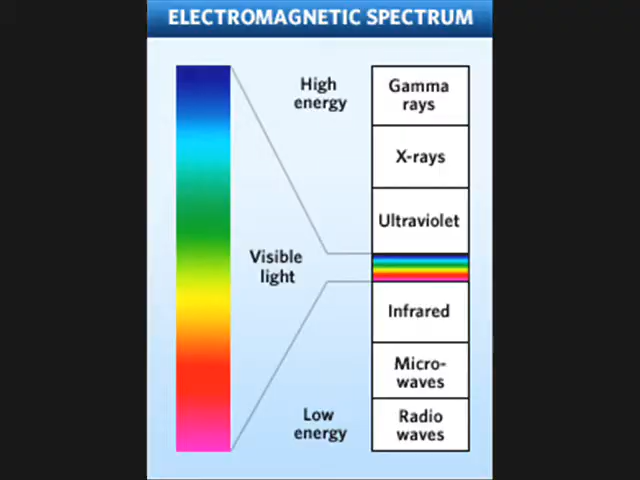 ELECTROMAGNETIC SPECTRUM
High
energy
Gamma
rays
X-rays
Ultraviolet
Visible
light
Infrared
Micro-
waves
Low
energy
Radio
waves